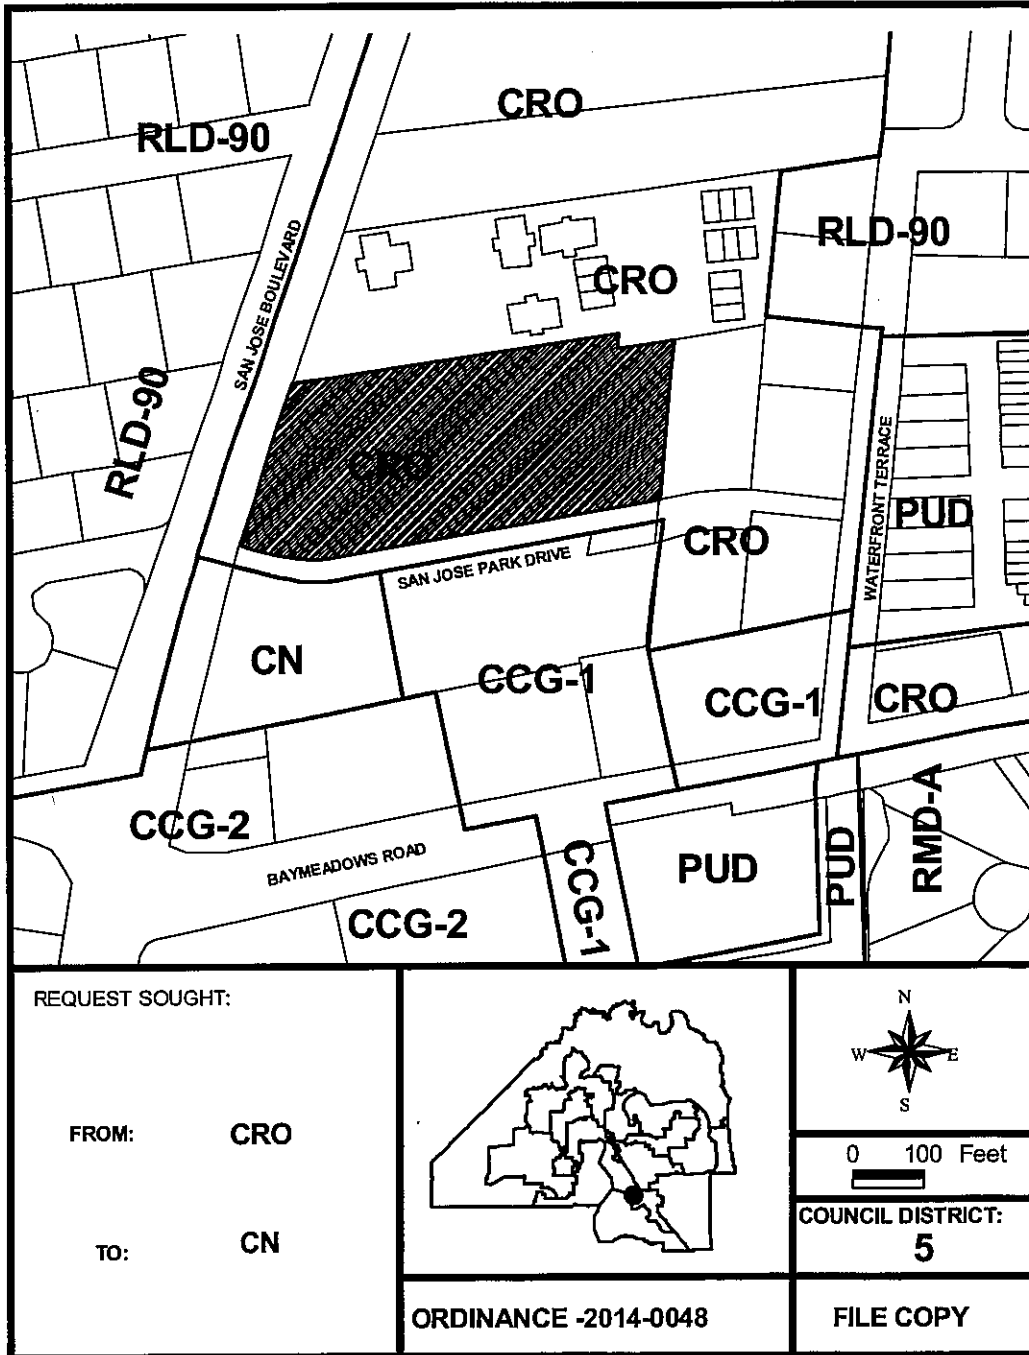 CRO
RLD-90
RLD-90
SAN JOSE BOULEVARD
CRO
RLD-90
CRO
WATERFRONT TERRACE
PUD
CRO
SAN JOSE PARK DRIVE
CN
CCG-1
CCG-1
CRO
CCG-2
BAYMEADOWS ROAD
CCG-2
CCG-1
PUD
PUD
RMD-A
REQUEST SOUGHT:
FROM: CRO
TO: CN
N
W E
S
0 100 Feet
COUNCIL DISTRICT:
5
ORDINANCE -2014-0048
FILE COPY